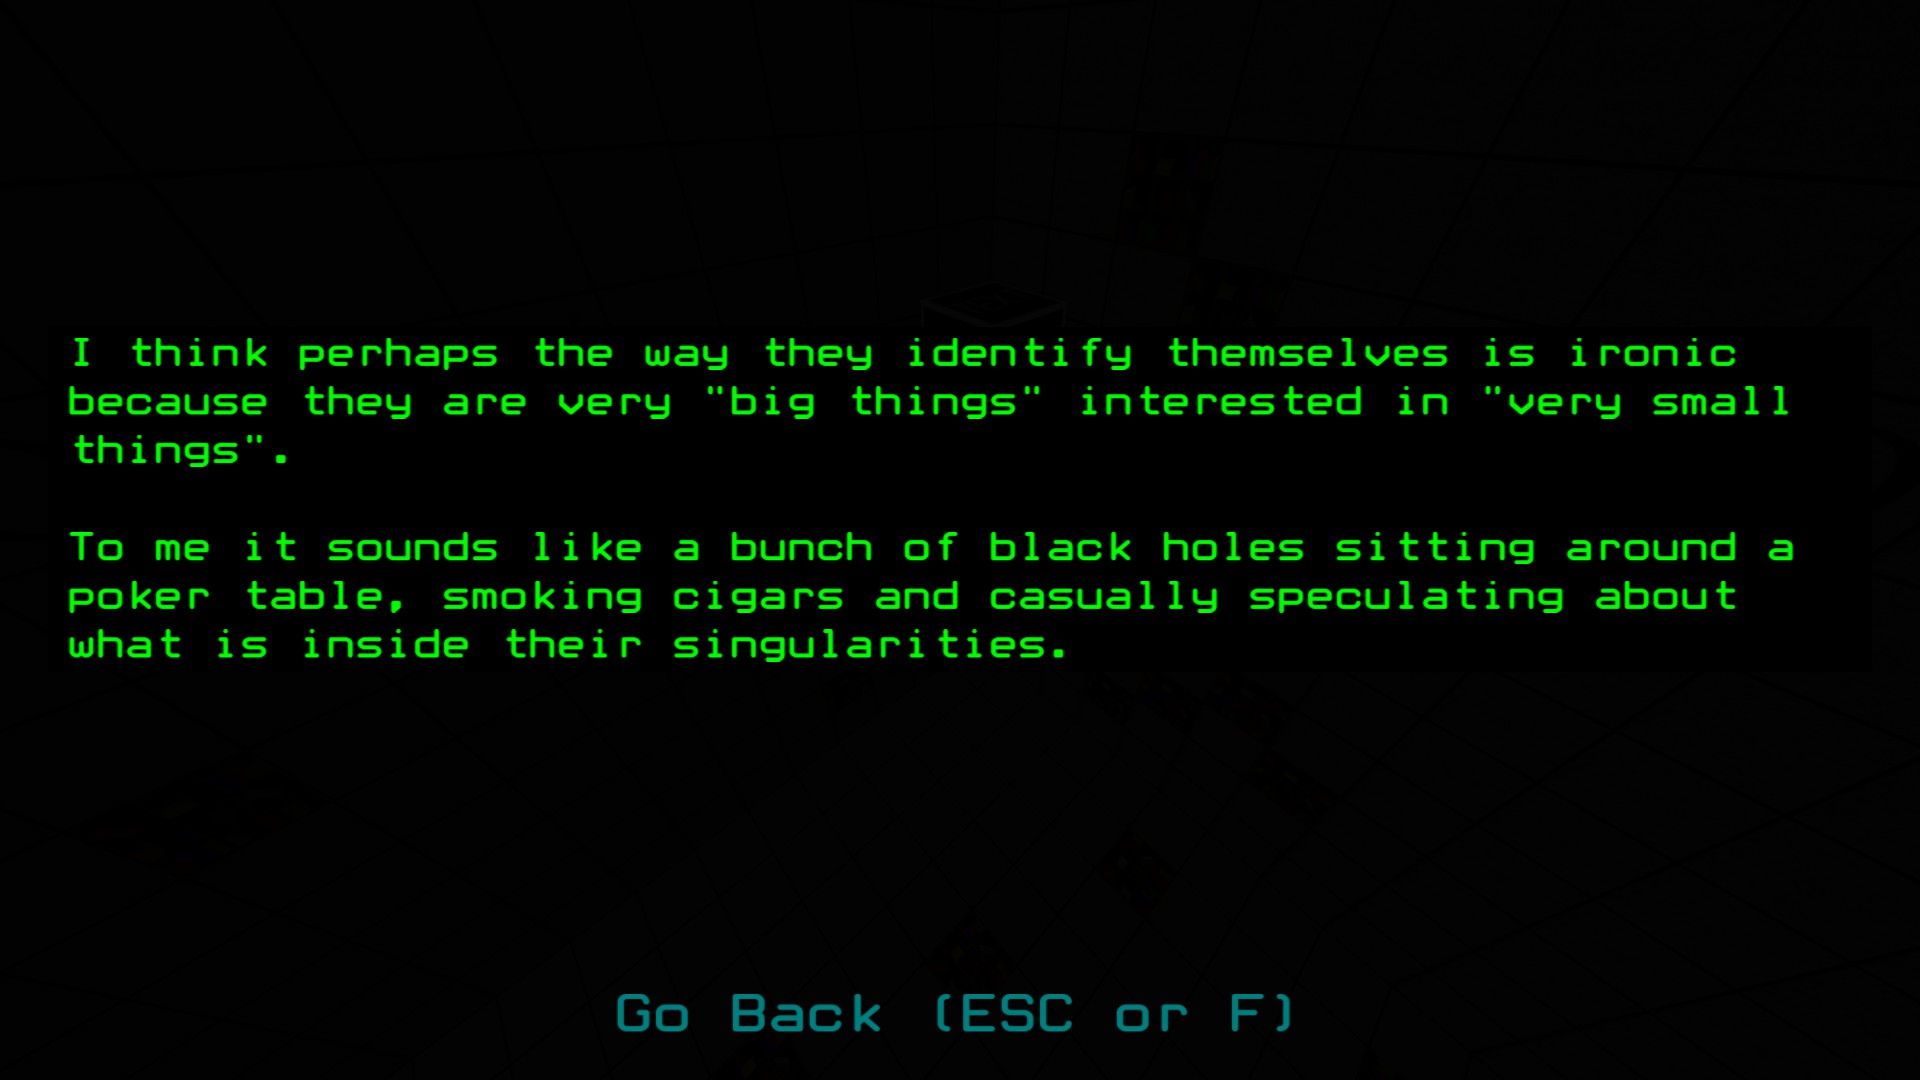 I think perhaps the way they identify themselves is ironic
because they are very "big things" interested in "very small
things".
To me it sounds like a bunch of black holes sitting around a
poker table, smoking cigars and casually speculating about
what is inside their singularities.
Go Back (ESC or F)